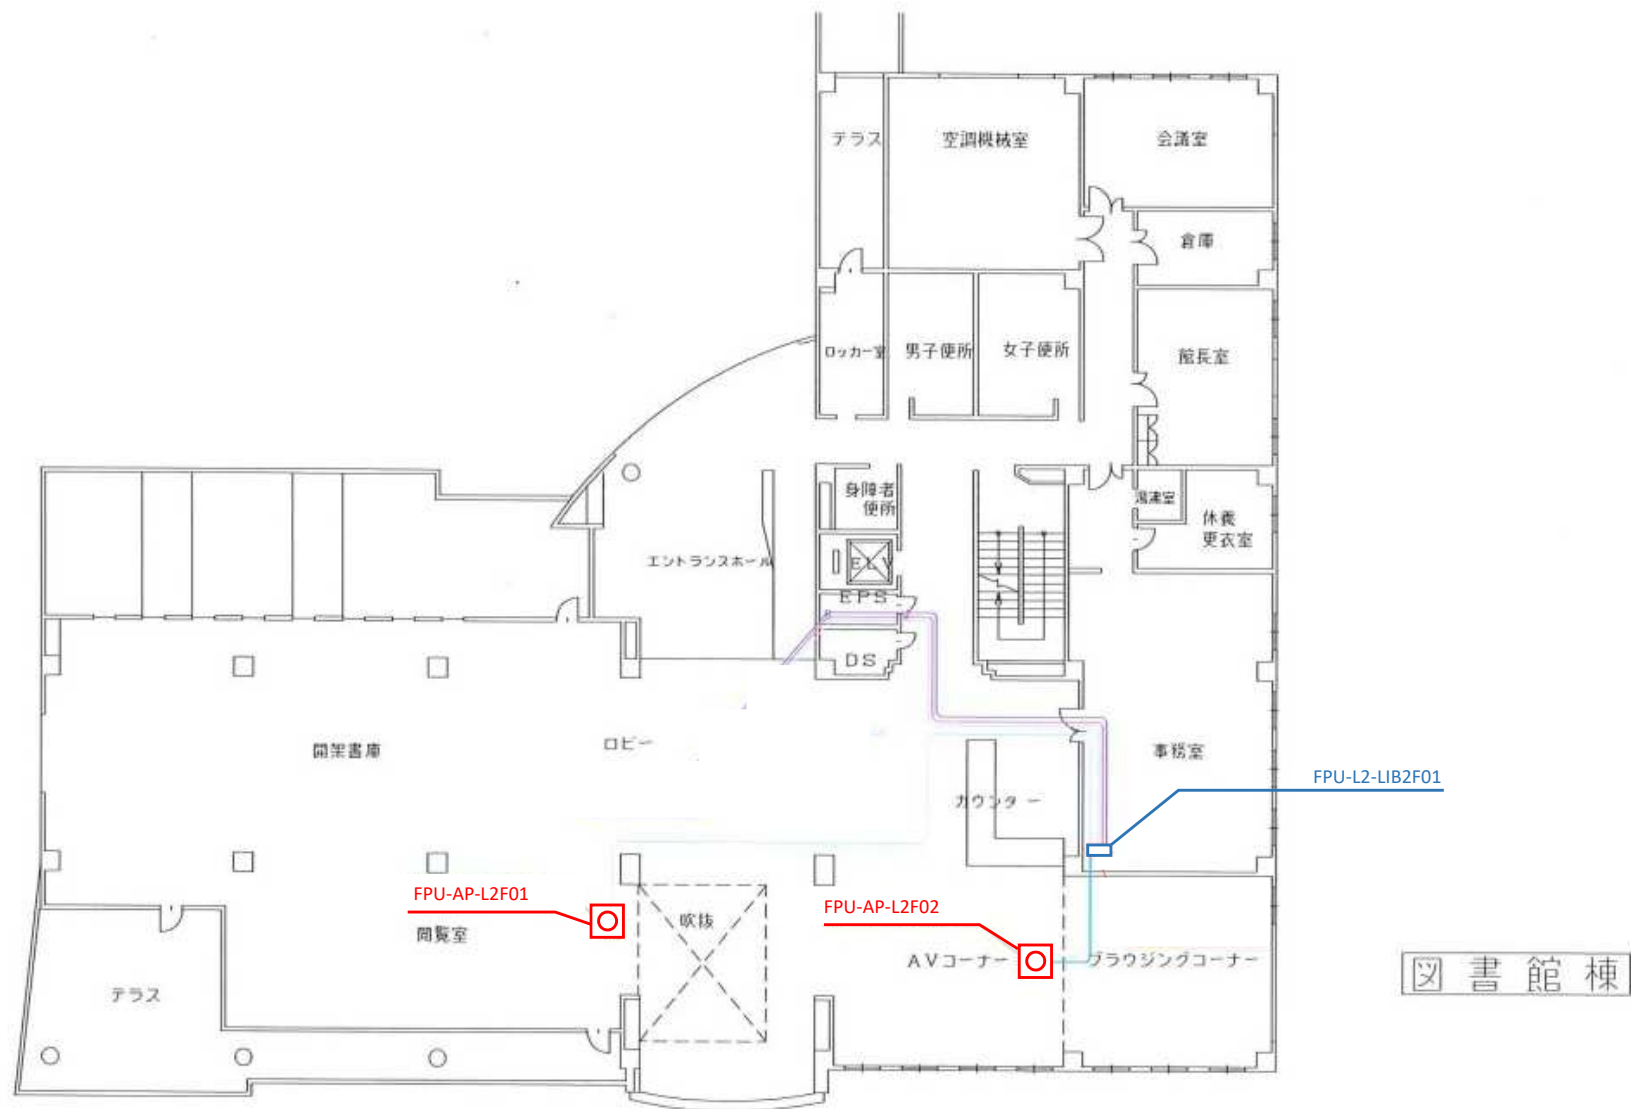 テラス
空調機械室
会議室
倉庫
ロッカー室
男子便所
女子便所
館長室
身障者
便所
湯沸室
休養
更衣室
エントランスホール
ELV
EPS
DS
開架書庫
ロビー
事務室
FPU-L2-LIB2F01
カウンター
FPU-AP-L2F01
FPU-AP-L2F02
吹抜
閲覧室
AVコーナー
ブラウジングコーナー
図書館棟
テラス